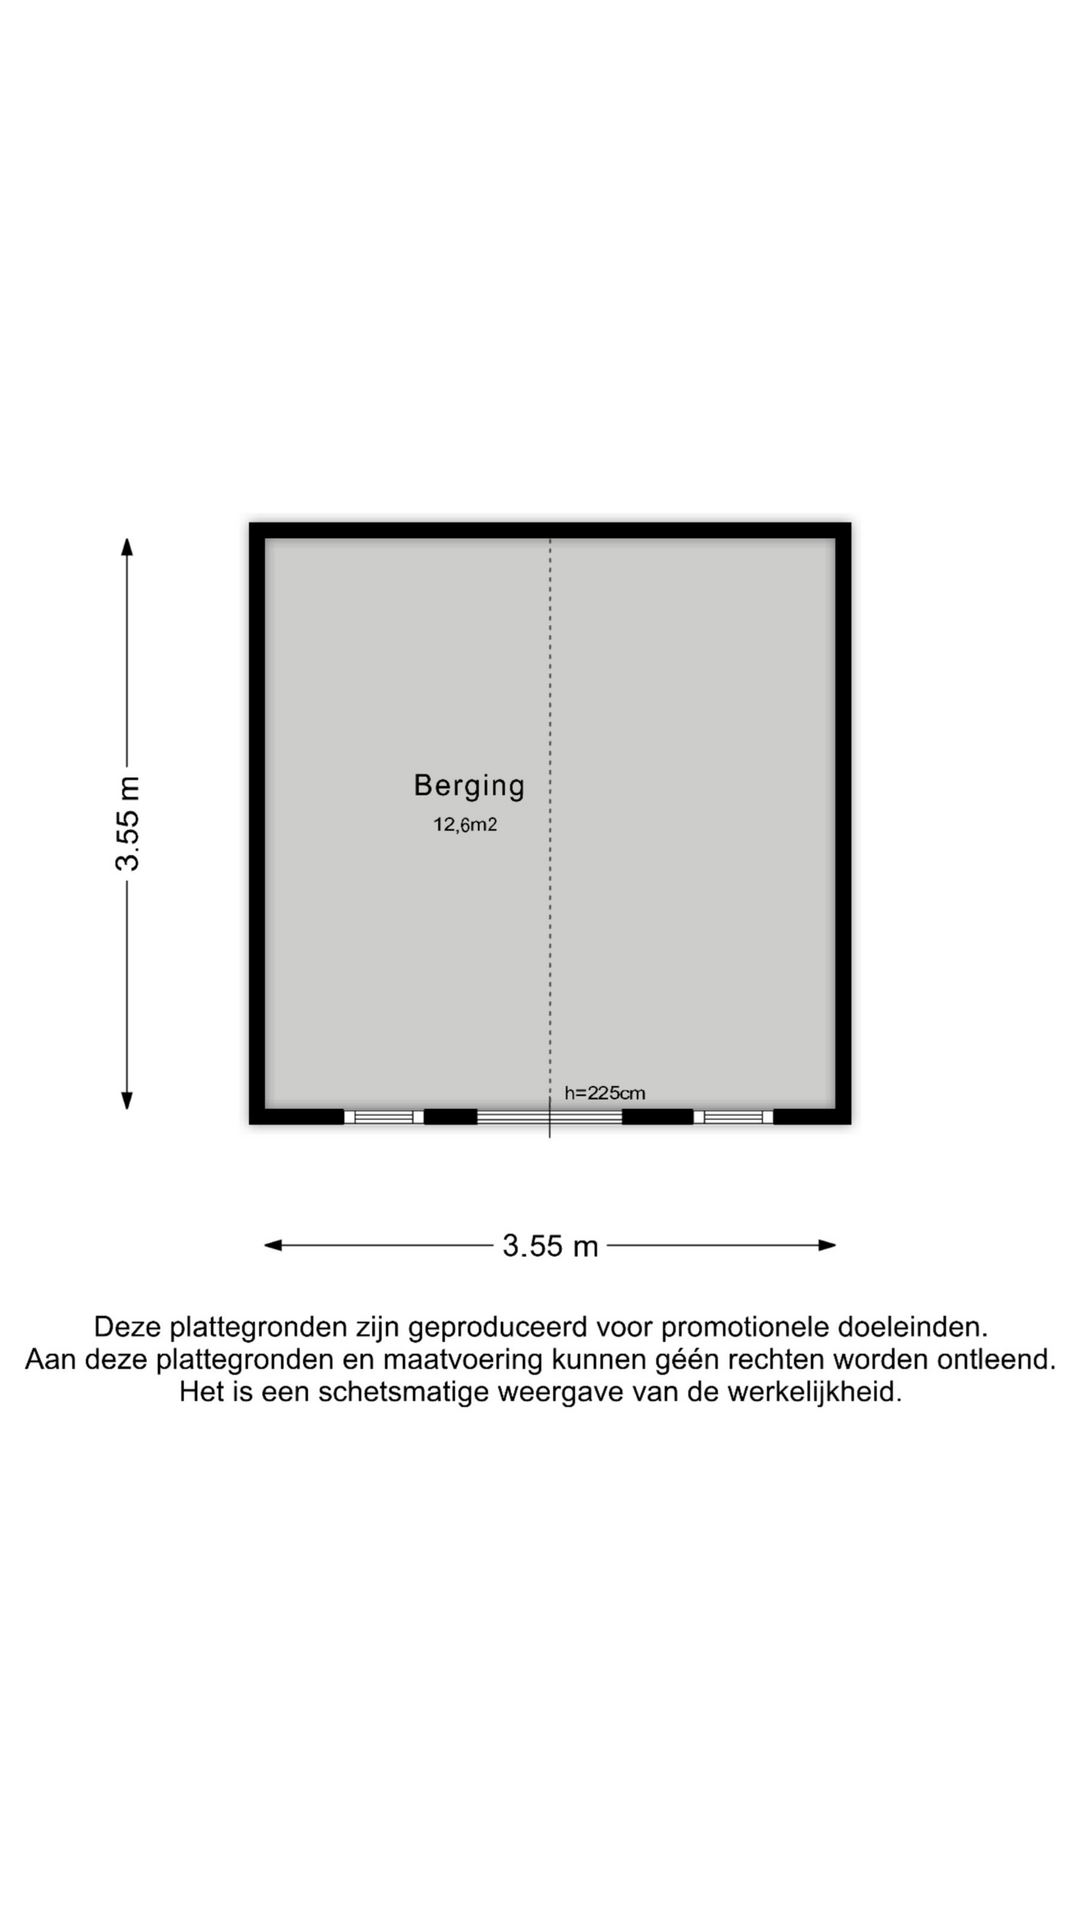 Berging
12,6m2
3.55 m
h=225cm
3.55 m
Deze plattegronden zijn geproduceerd voor promotionele doeleinden.
Aan deze plattegronden en maatvoering kunnen géén rechten worden ontleend.
Het is een schetsmatige weergave van de werkelijkheid.